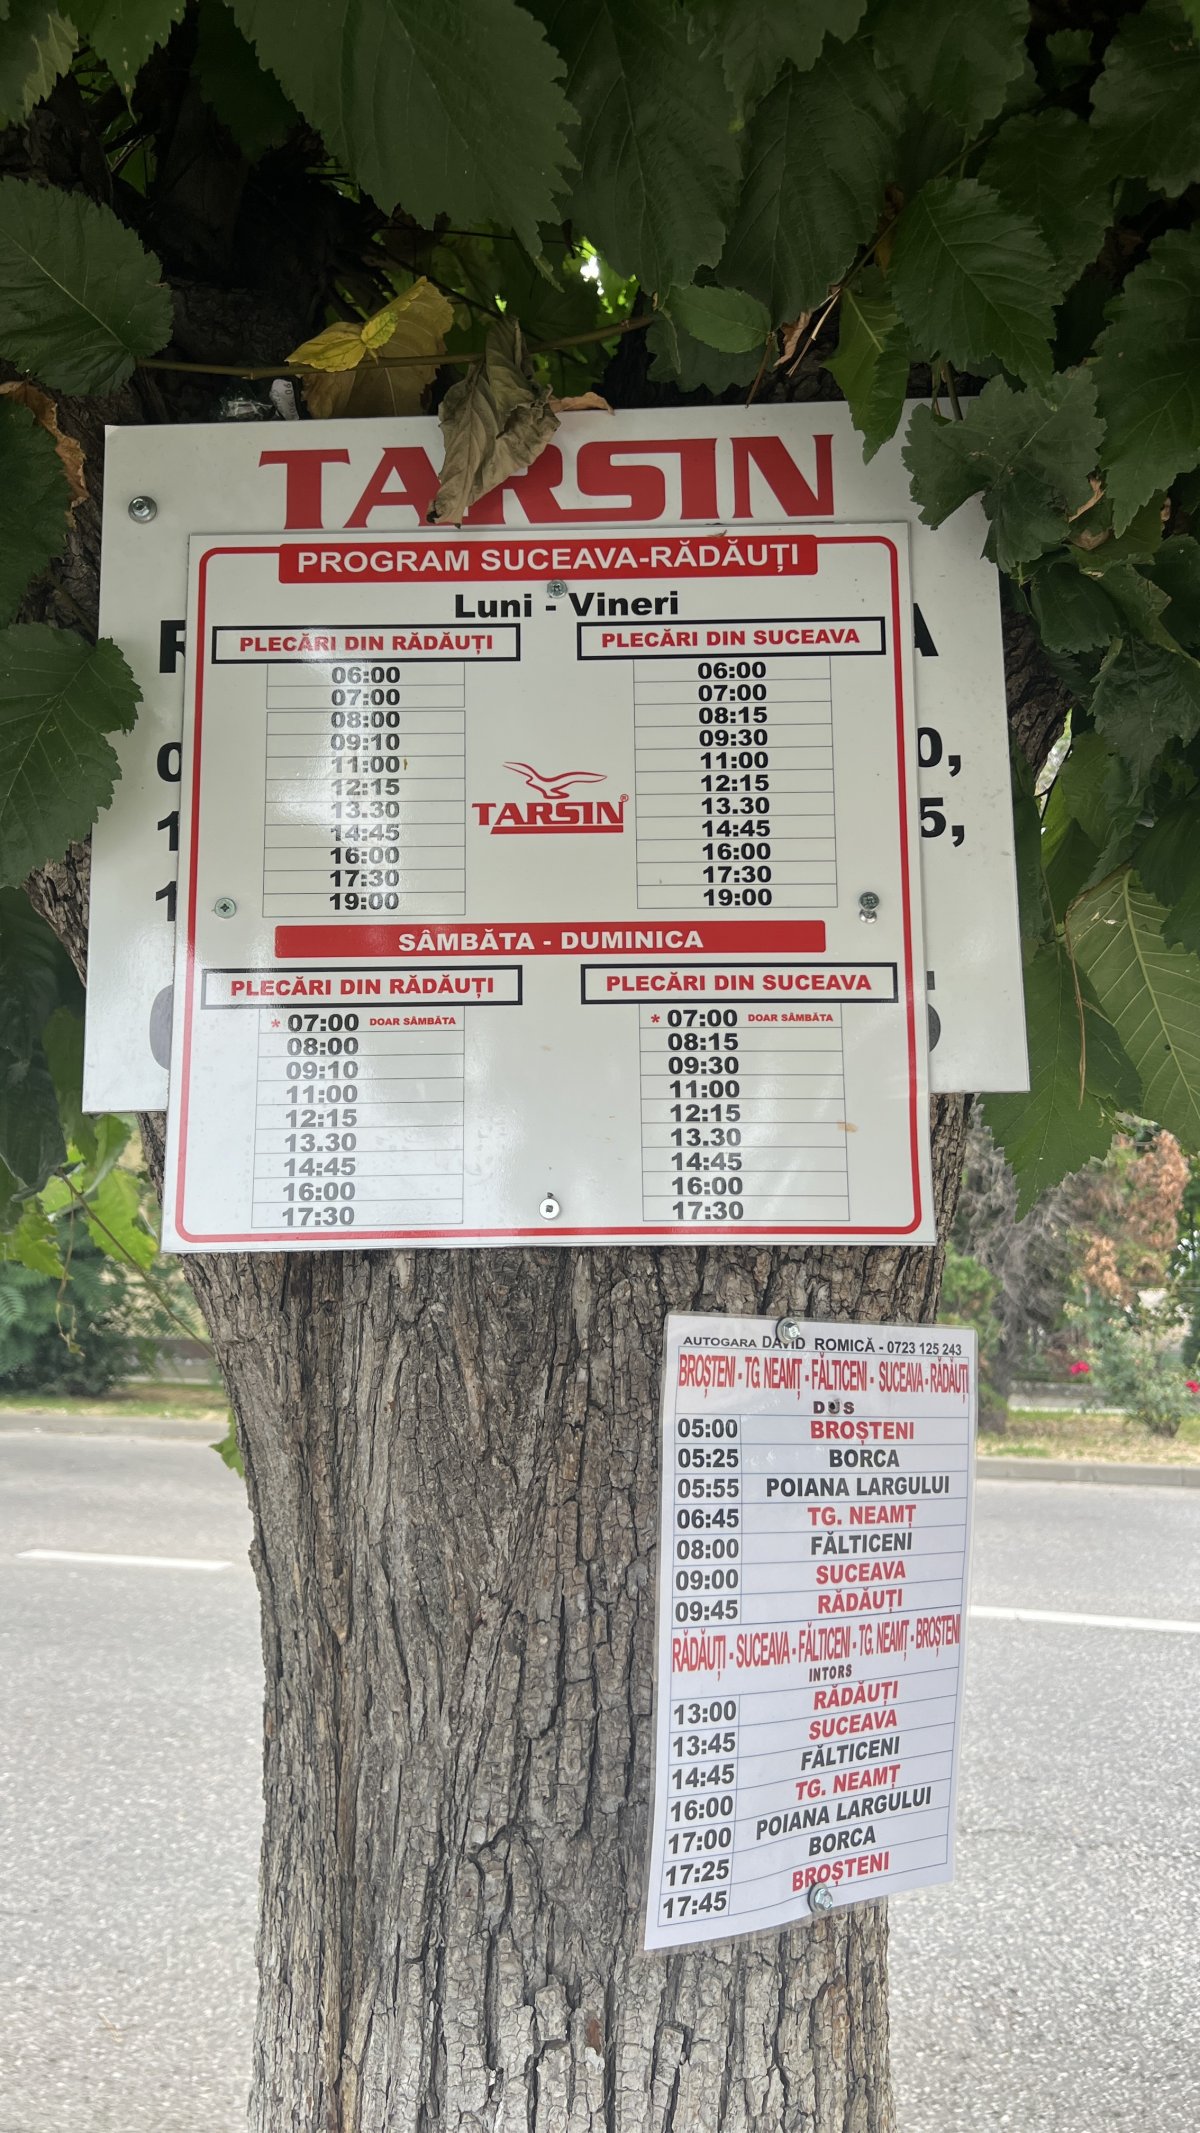 TARSIN
PROGRAM SUCEAVA-RĂDĂUȚI
Luni - Vineri
PLECĂRI DIN RĂDĂUȚI PLECĂRI DIN SUCEAVA
06:00 06:00
07:00 07:00
08:00 08:15
09:10 09:30
11:00 11:00
12:15 12:15
13.30 13.30
14:45 14:45
16:00 16:00
17:30 17:30
19:00 19:00
TARSIN®
SÂMBĂTA - DUMINICA
PLECĂRI DIN RĂDĂUȚI PLECĂRI DIN SUCEAVA
* 07:00 DOAR SÂMBĂTA * 07:00 DOAR SÂMBĂTA
08:00 08:15
09:10 09:30
11:00 11:00
12:15 12:15
13.30 13.30
14:45 14:45
16:00 16:00
17:30 17:30
AUTOGARA DAVID ROMICĂ - 0723 125 243
BROȘTENI - TG. NEAMȚ - FĂLTICENI - SUCEAVA - RĂDĂUȚI
DUS
05:00 BROȘTENI
05:25 BORCA
05:55 POIANA LARGULUI
06:45 TG. NEAMȚ
08:00 FĂLTICENI
09:00 SUCEAVA
09:45 RĂDĂUȚI
RĂDĂUȚI - SUCEAVA - FĂLTICENI - TG. NEAMȚ - BROȘTENI
INTORS
13:00 RĂDĂUȚI
13:45 SUCEAVA
14:45 FĂLTICENI
16:00 TG. NEAMȚ
17:00 POIANA LARGULUI
17:25 BORCA
17:45 BROȘTENI